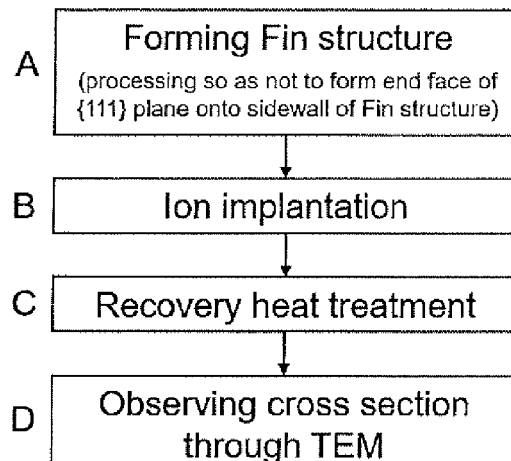 A
Forming Fin structure
(processing so as not to form end face of
{111} plane onto sidewall of Fin structure)
B
Ion implantation
C
Recovery heat treatment
D
Observing cross section
through TEM